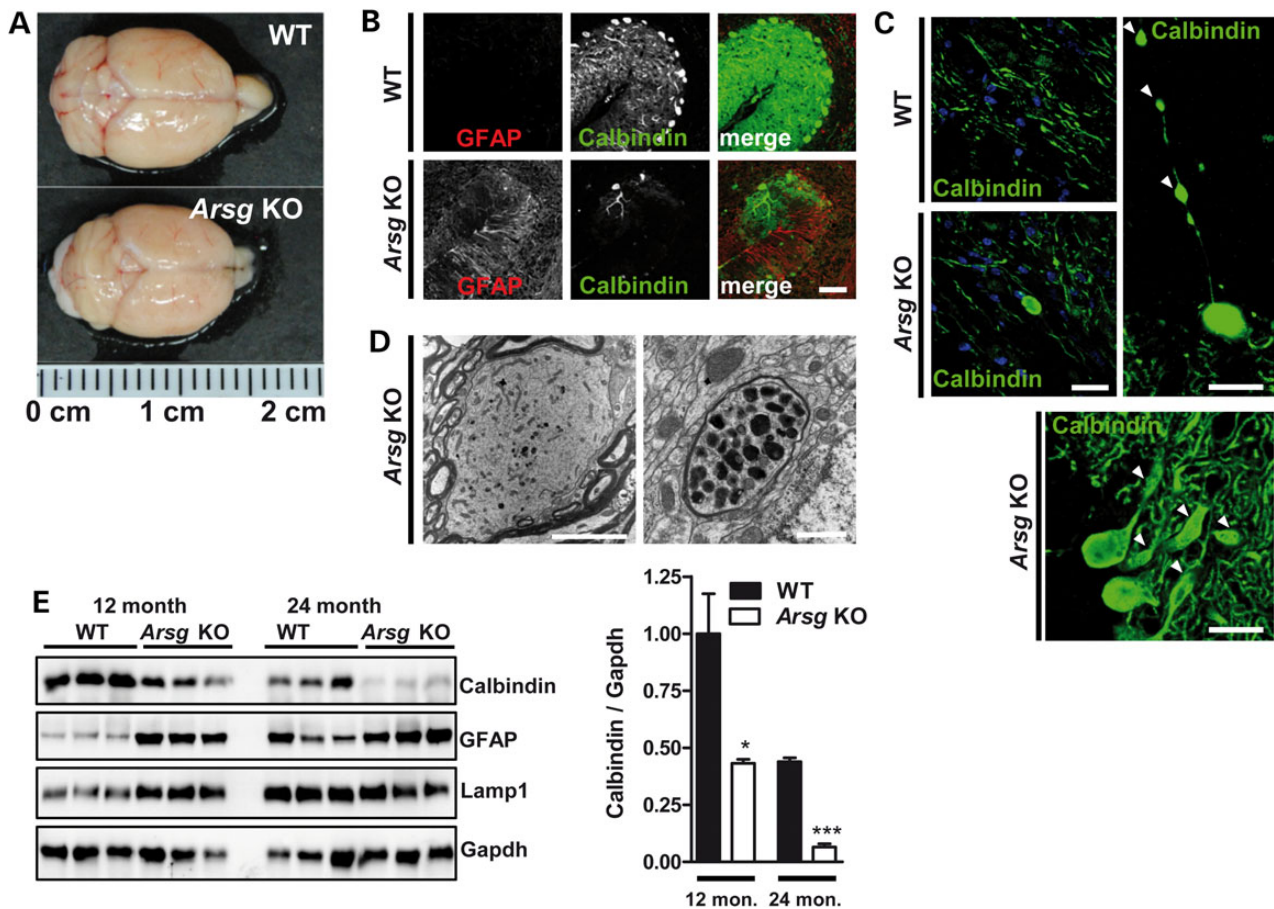 A
WT
Arsg KO
0 cm 1 cm 2 cm
B
WT
GFAP
Calbindin
merge
Arsg KO
GFAP
Calbindin
merge
C
WT
Calbindin
Calbindin
Arsg KO
Calbindin
Arsg KO
Calbindin
D
Arsg KO
E
12 month
24 month
WT
Arsg KO
WT
Arsg KO
Calbindin
GFAP
Lamp1
Gapdh
Calbindin / Gapdh
1.25
1.00
0.75
0.50
0.25
0.00
WT
Arsg KO
*
***
12 mon.
24 mon.